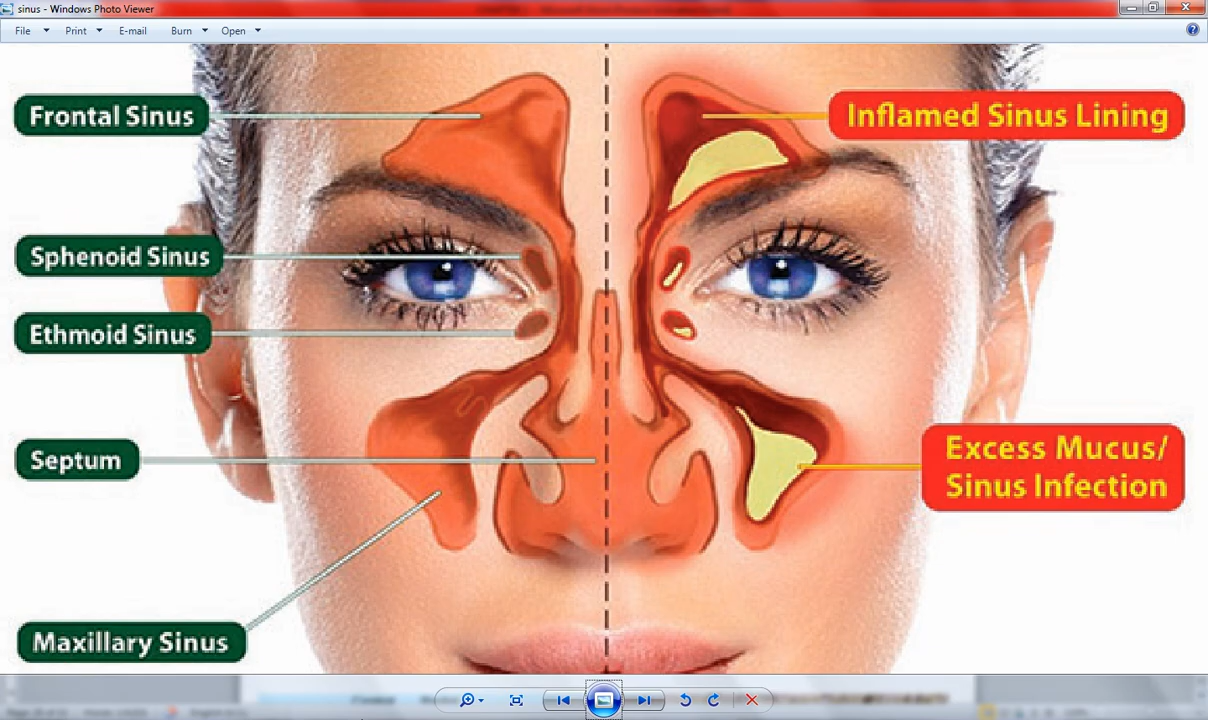 sinus - Windows Photo Viewer
File Print E-mail Burn Open
Frontal Sinus
Inflamed Sinus Lining
Sphenoid Sinus
Ethmoid Sinus
Septum
Excess Mucus/
Sinus Infection
Maxillary Sinus